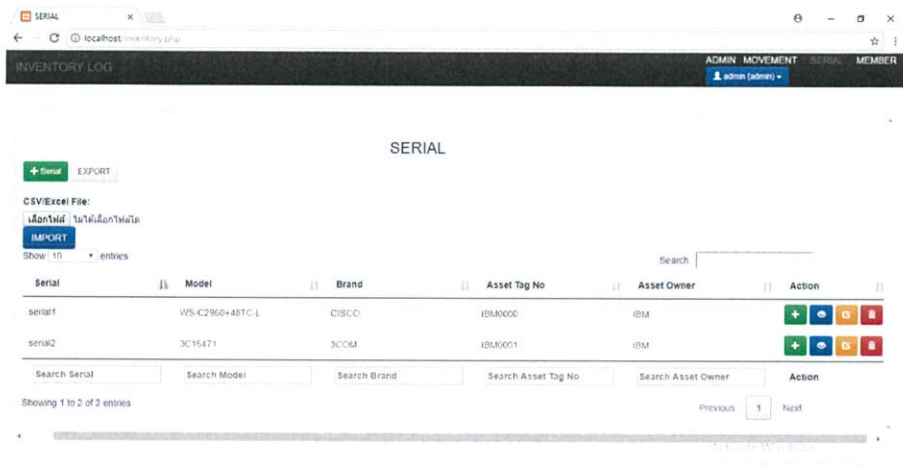 SERIAL
localhost/inventory.php
INVENTORY LOG
ADMIN MOVEMENT SERIAL MEMBER
admin (admin)
SERIAL
+ Serial EXPORT
CSV/Excel File:
เลือกไฟล์ ไม่ได้เลือกไฟล์ใด
IMPORT
Show 10 entries
Search
Serial Model Brand Asset Tag No Asset Owner Action
serial1 WS-C2960+48TC-L CISCO IBM0000 IBM
serial2 3C16471 3COM IBM0001 IBM
Search Serial Search Model Search Brand Search Asset Tag No Search Asset Owner Action
Showing 1 to 2 of 2 entries
Previous 1 Next
Activate Windows